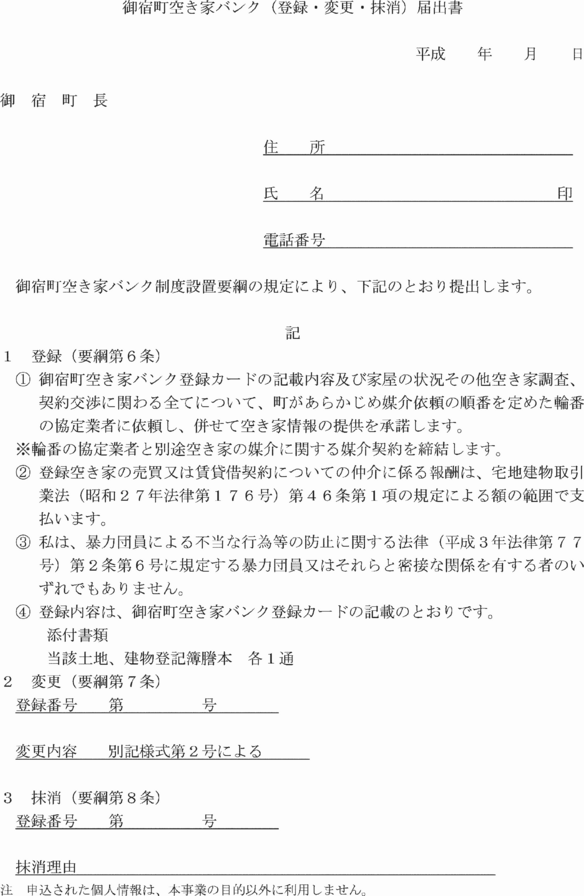 御宿町空き家バンク（登録・変更・抹消）届出書
平成　　年　　月　　日
御　宿　町　長
住　　所
氏　　名　　　　　　　　　　　　　　　印
電話番号
御宿町空き家バンク制度設置要綱の規定により、下記のとおり提出します。
記
１　登録（要綱第６条）
① 御宿町空き家バンク登録カードの記載内容及び家屋の状況その他空き家調査、
契約交渉に関わる全てについて、町があらかじめ媒介依頼の順番を定めた輪番
の協定業者に依頼し、併せて空き家情報の提供を承諾します。
※輪番の協定業者と別途空き家の媒介に関する媒介契約を締結します。
② 登録空き家の売買又は賃貸借契約についての仲介に係る報酬は、宅地建物取引
業法（昭和２７年法律第１７６号）第４６条第１項の規定による額の範囲で支
払います。
③ 私は、暴力団員による不当な行為等の防止に関する法律（平成３年法律第７７
号）第２条第６号に規定する暴力団員又はそれらと密接な関係を有する者のい
ずれでもありません。
④ 登録内容は、御宿町空き家バンク登録カードの記載のとおりです。
添付書類
当該土地、建物登記簿謄本　各１通
２　変更（要綱第７条）
登録番号　　第　　　　　号
変更内容　　別記様式第２号による
３　抹消（要綱第８条）
登録番号　　第　　　　　号
抹消理由
注　申込された個人情報は、本事業の目的以外に利用しません。